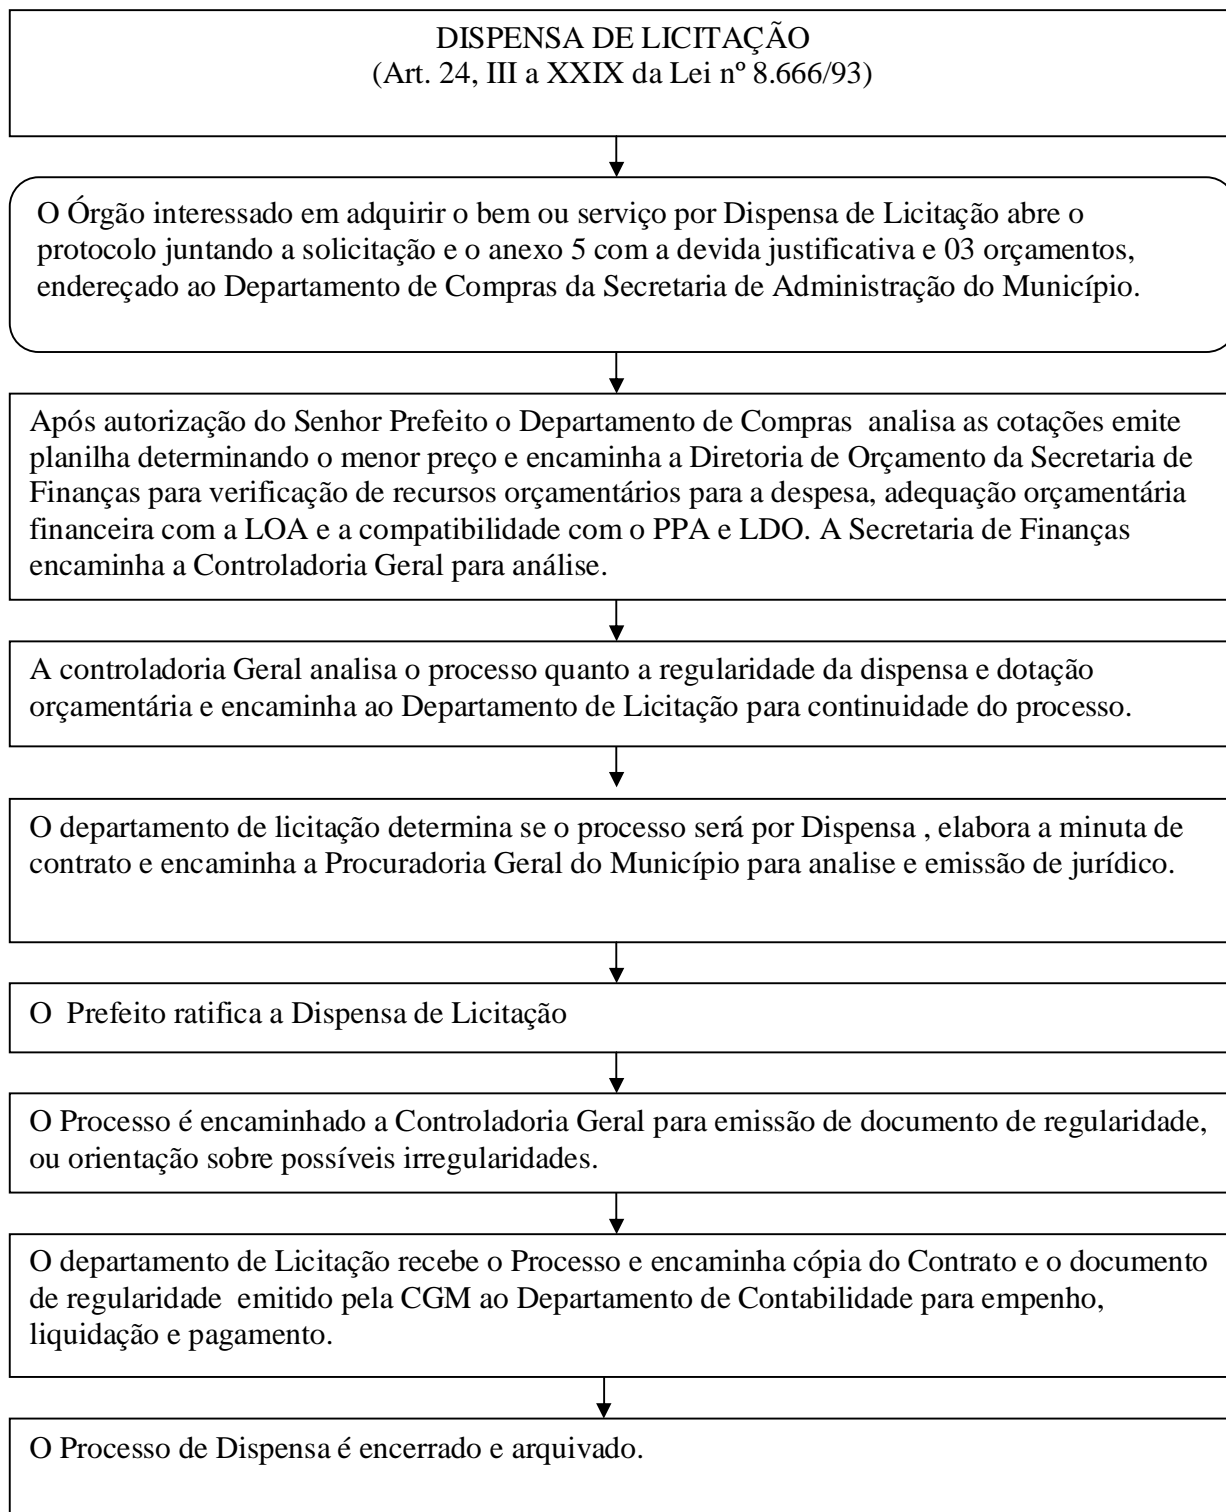 DISPENSA DE LICITAÇÃO
(Art. 24, III a XXIX da Lei nº 8.666/93)
O Órgão interessado em adquirir o bem ou serviço por Dispensa de Licitação abre o
protocolo juntando a solicitação e o anexo 5 com a devida justificativa e 03 orçamentos,
endereçado ao Departamento de Compras da Secretaria de Administração do Município.
Após autorização do Senhor Prefeito o Departamento de Compras  analisa as cotações emite
planilha determinando o menor preço e encaminha a Diretoria de Orçamento da Secretaria de
Finanças para verificação de recursos orçamentários para a despesa, adequação orçamentária
financeira com a LOA e a compatibilidade com o PPA e LDO. A Secretaria de Finanças
encaminha a Controladoria Geral para análise.
A controladoria Geral analisa o processo quanto a regularidade da dispensa e dotação
orçamentária e encaminha ao Departamento de Licitação para continuidade do processo.
O departamento de licitação determina se o processo será por Dispensa , elabora a minuta de
contrato e encaminha a Procuradoria Geral do Município para analise e emissão de jurídico.
O  Prefeito ratifica a Dispensa de Licitação
O Processo é encaminhado a Controladoria Geral para emissão de documento de regularidade,
ou orientação sobre possíveis irregularidades.
O departamento de Licitação recebe o Processo e encaminha cópia do Contrato e o documento
de regularidade  emitido pela CGM ao Departamento de Contabilidade para empenho,
liquidação e pagamento.
O Processo de Dispensa é encerrado e arquivado.